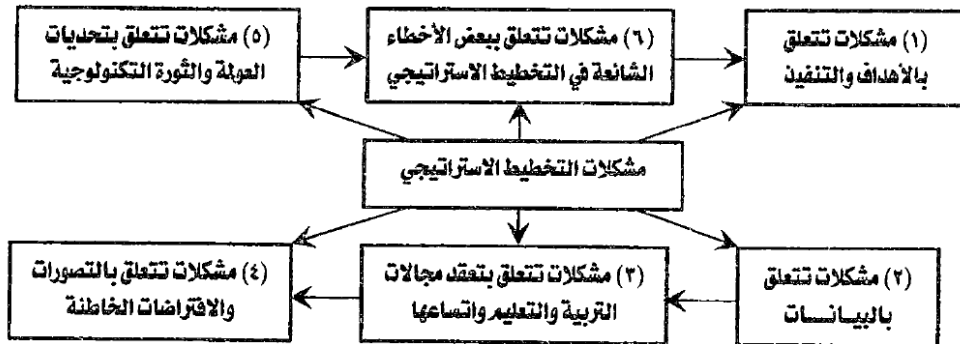 (١) مشكلات تتعلق
بالأهداف والتنفيذ
(٦) مشكلات تتعلق ببعض الأخطاء
الشائعة في التخطيط الاستراتيجي
(٥) مشكلات تتعلق بتحديات
العولمة والثورة التكنولوجية
مشكلات التخطيط الاستراتيجي
(٢) مشكلات تتعلق
بالبيانات
(٣) مشكلات تتعلق بتعقد مجالات
التربية والتعليم واتساعها
(٤) مشكلات تتعلق بالتصورات
والافتراضات الخاطئة